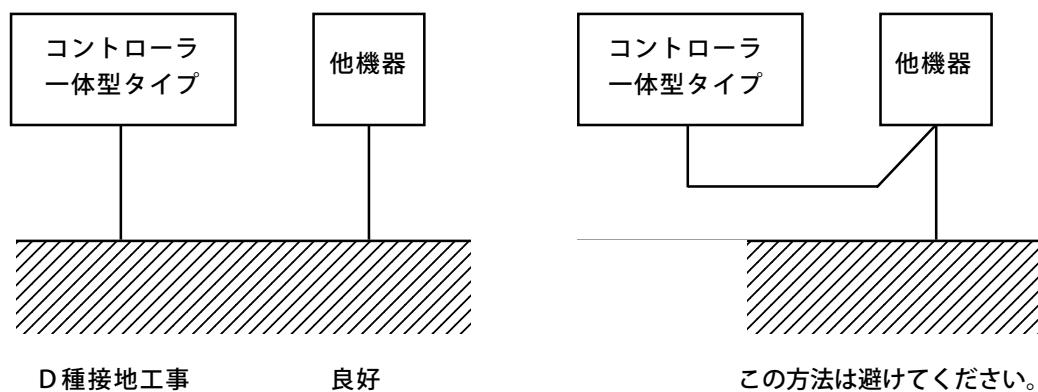 コントローラ
一体型タイプ
他機器
コントローラ
一体型タイプ
他機器
D種接地工事
良好
この方法は避けてください。